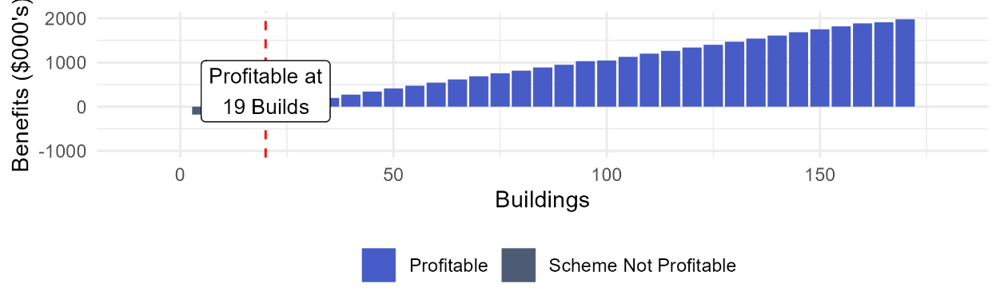 Benefits ($000's)
2000
1000
0
-1000
Profitable at
19 Builds
0
50
100
150
Buildings
Profitable
Scheme Not Profitable